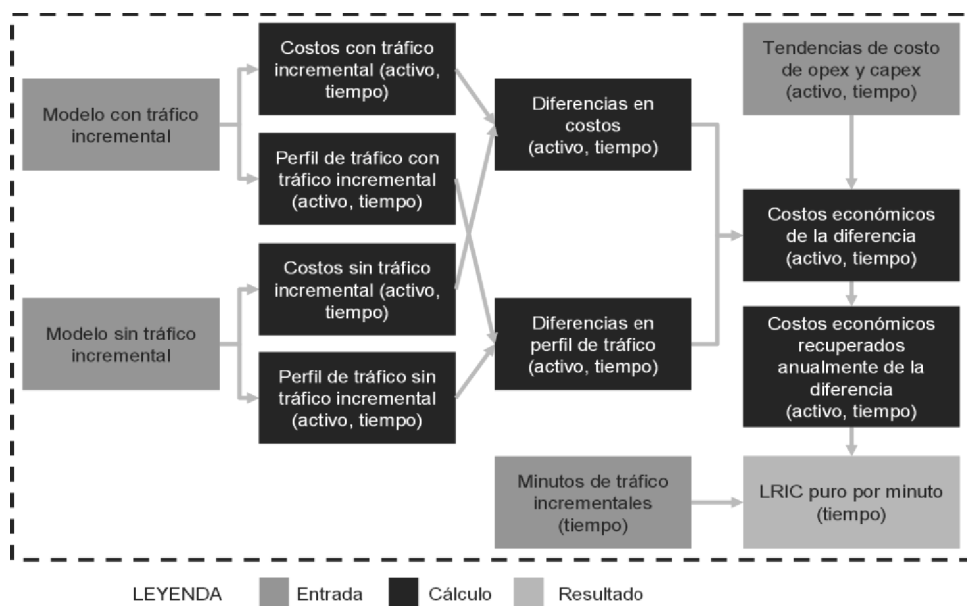 Modelo con tráfico
incremental
Modelo sin tráfico
incremental
Costos con tráfico
incremental (activo,
tiempo)
Perfil de tráfico con
tráfico incremental
(activo, tiempo)
Costos sin tráfico
incremental (activo,
tiempo)
Perfil de tráfico sin
tráfico incremental
(activo, tiempo)
Diferencias en
costos
(activo, tiempo)
Diferencias en
perfil de tráfico
(activo, tiempo)
Minutos de tráfico
incrementales
(tiempo)
Tendencias de costo
de opex y capex
(activo, tiempo)
Costos económicos
de la diferencia
(activo, tiempo)
Costos económicos
recuperados
anualmente de la
diferencia
(activo, tiempo)
LRIC puro por minuto
(tiempo)
LEYENDA Entrada Cálculo Resultado